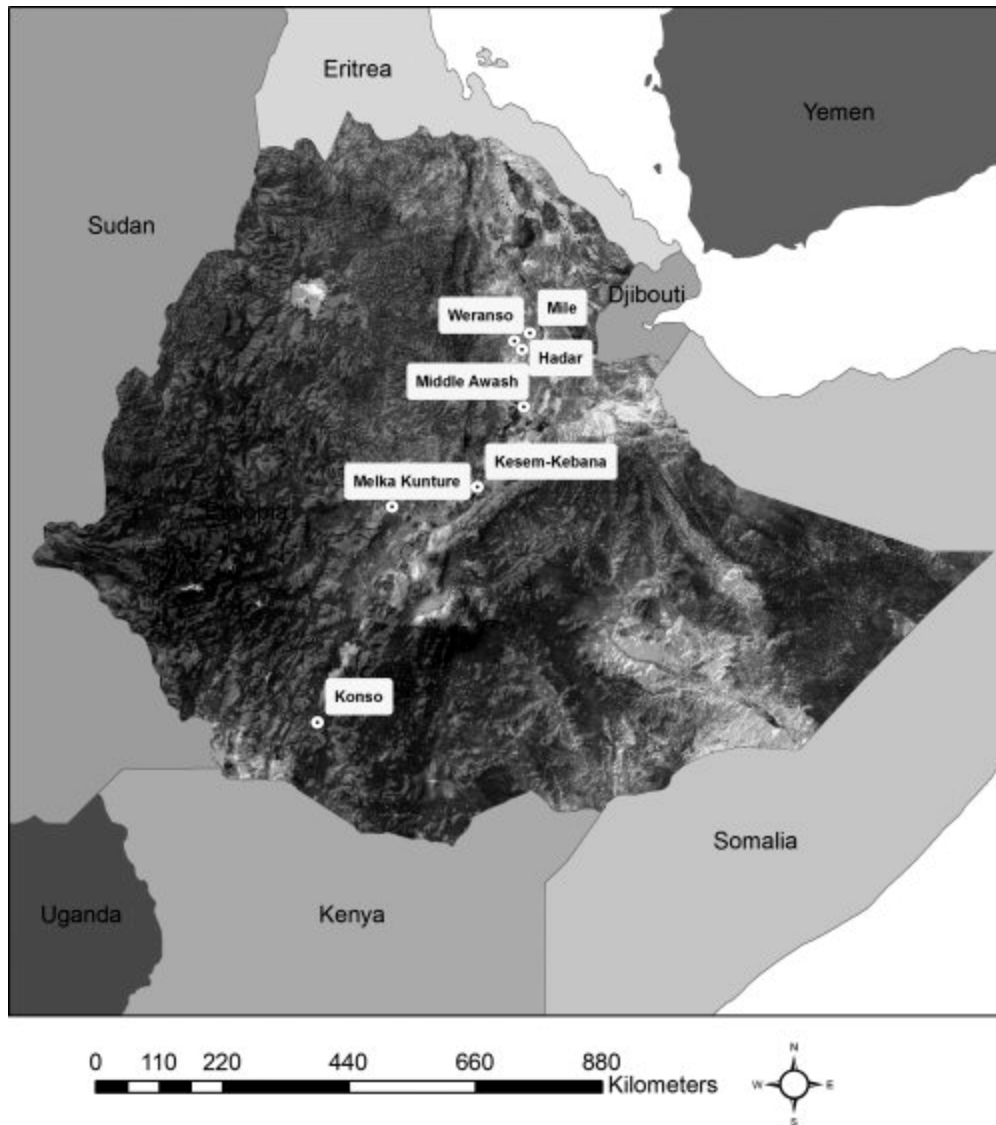 Eritrea
Yemen
Sudan
Djibouti
Mile
Weranso
Hadar
Middle Awash
Kesem-Kebana
Melka Kunture
Ethiopia
Konso
Somalia
Uganda
Kenya
0 110 220 440 660 880
Kilometers
N
W E
S